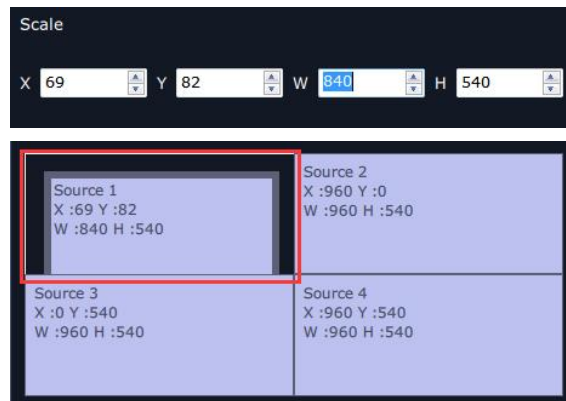 Scale
X 69 Y 82 W 840 H 540
Source 1
X :69 Y :82
W :840 H :540
Source 2
X :960 Y :0
W :960 H :540
Source 3
X :0 Y :540
W :960 H :540
Source 4
X :960 Y :540
W :960 H :540